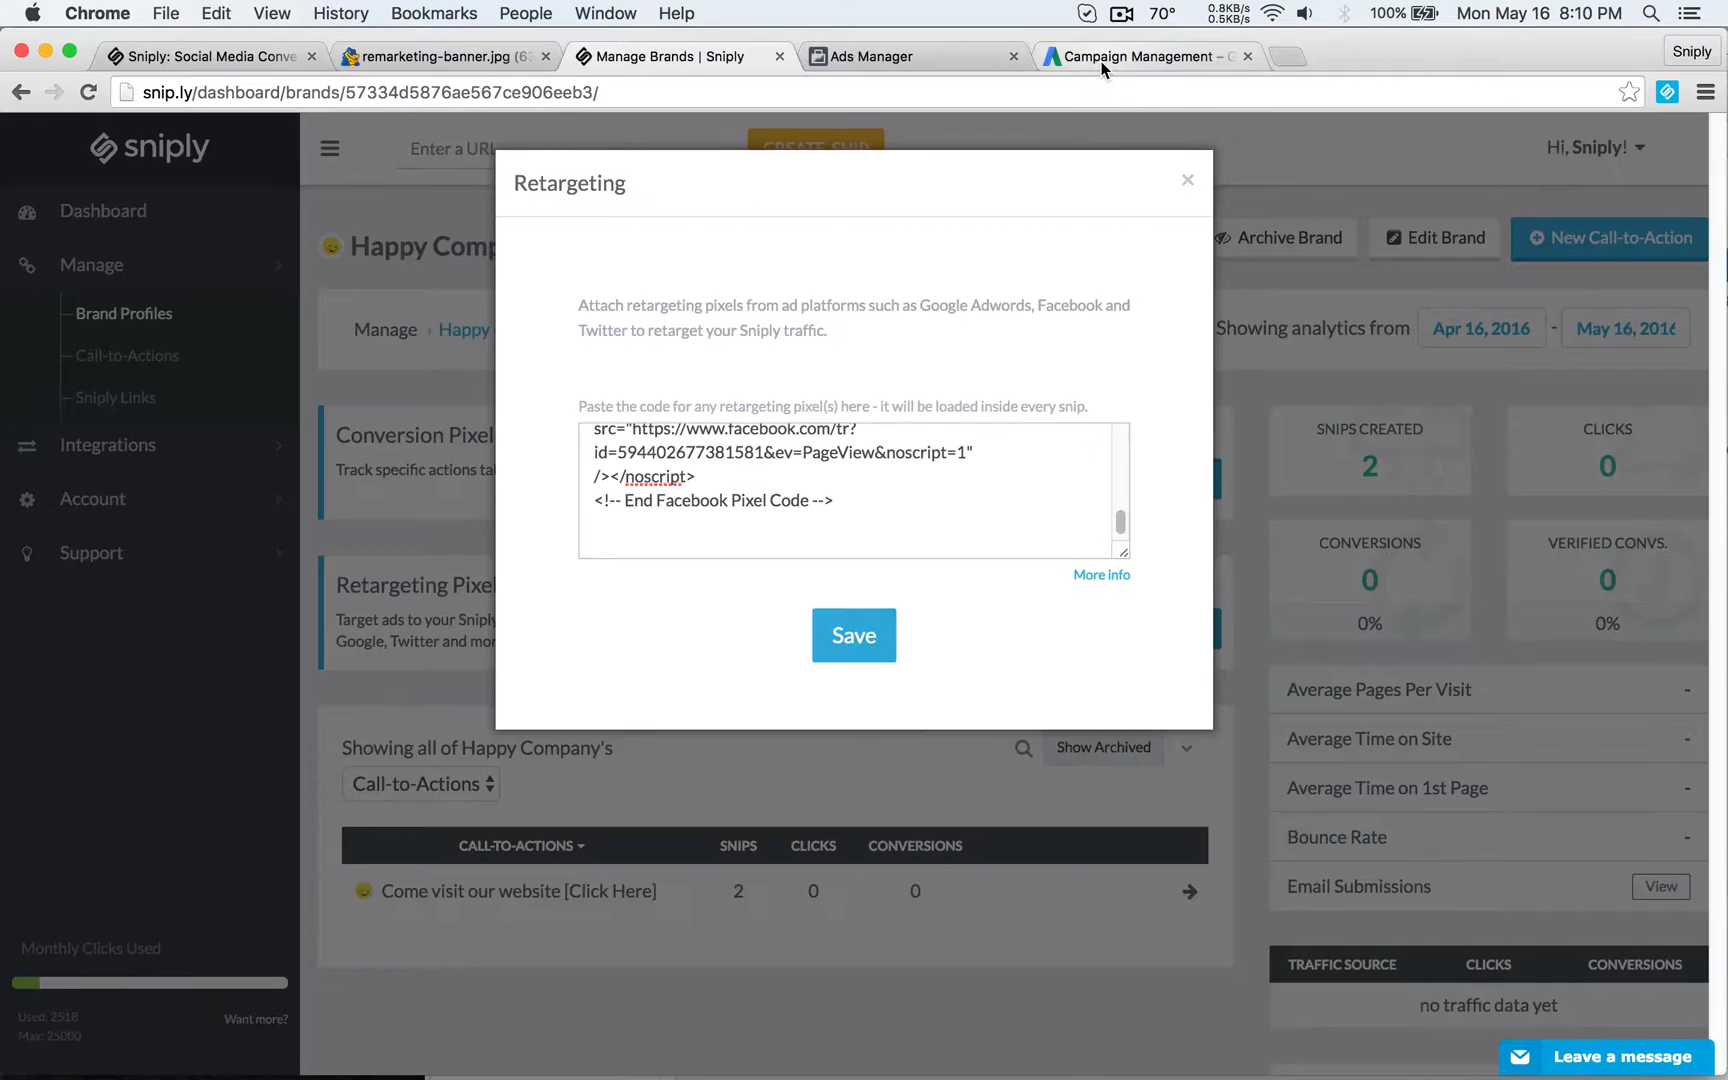 Chrome File Edit View History Bookmarks People Window Help 70° 0.8KB/s 0.5KB/s 100% Mon May 16 8:10 PM
Sniply: Social Media Conve
remarketing-banner.jpg (63
Manage Brands | Sniply
Ads Manager
Campaign Management – G
Sniply
snip.ly/dashboard/brands/57334d5876ae567ce906eeb3/
sniply
Enter a URL
CREATE SNIP
Hi, Sniply!
Dashboard
Manage
Brand Profiles
Call-to-Actions
Sniply Links
Integrations
Account
Support
Monthly Clicks Used
Used: 2518
Max: 25000
Want more?
Happy Comp
Archive Brand
Edit Brand
New Call-to-Action
Manage › Happy
Showing analytics from Apr 16, 2016 - May 16, 2016
Conversion Pixel
Track specific actions tak
Retargeting Pixel
Target ads to your Sniply
Google, Twitter and mor
Retargeting
×
Attach retargeting pixels from ad platforms such as Google Adwords, Facebook and
Twitter to retarget your Sniply traffic.
Paste the code for any retargeting pixel(s) here - it will be loaded inside every snip.
src="https://www.facebook.com/tr?
id=594402677381581&ev=PageView&noscript=1"
/></noscript>
<!-- End Facebook Pixel Code -->
More info
Save
SNIPS CREATED
2
CLICKS
0
CONVERSIONS
0
0%
VERIFIED CONVS.
0
0%
Average Pages Per Visit -
Average Time on Site -
Average Time on 1st Page -
Bounce Rate -
Email Submissions View
TRAFFIC SOURCE CLICKS CONVERSIONS
no traffic data yet
Showing all of Happy Company's
Call-to-Actions
Show Archived
CALL-TO-ACTIONS SNIPS CLICKS CONVERSIONS
Come visit our website [Click Here] 2 0 0
Leave a message